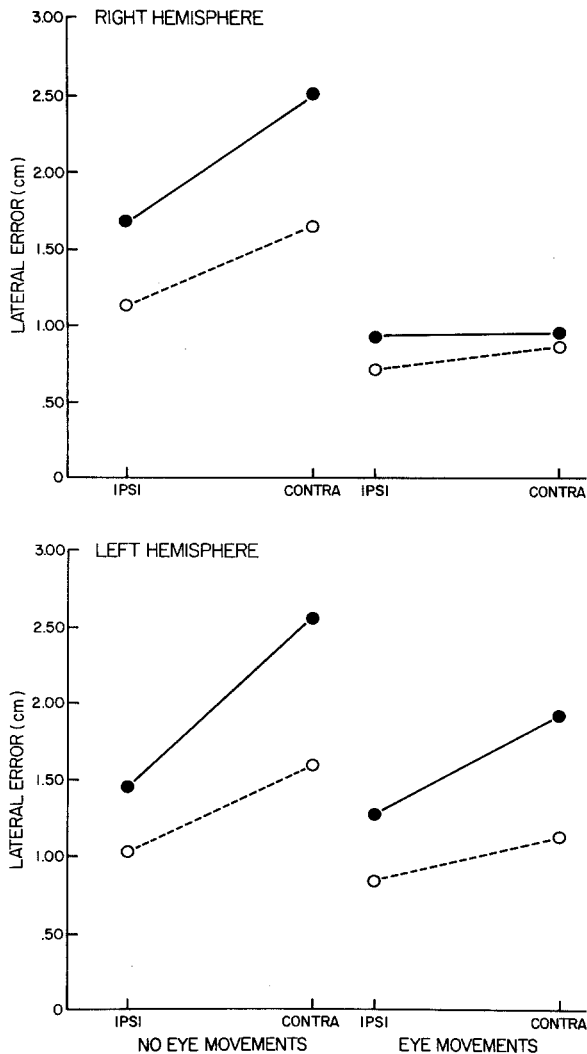 RIGHT HEMISPHERE
LATERAL ERROR (cm)
3.00
2.50
2.00
1.50
1.00
.50
0
IPSI CONTRA IPSI CONTRA
LEFT HEMISPHERE
LATERAL ERROR (cm)
3.00
2.50
2.00
1.50
1.00
.50
0
IPSI CONTRA IPSI CONTRA
NO EYE MOVEMENTS EYE MOVEMENTS